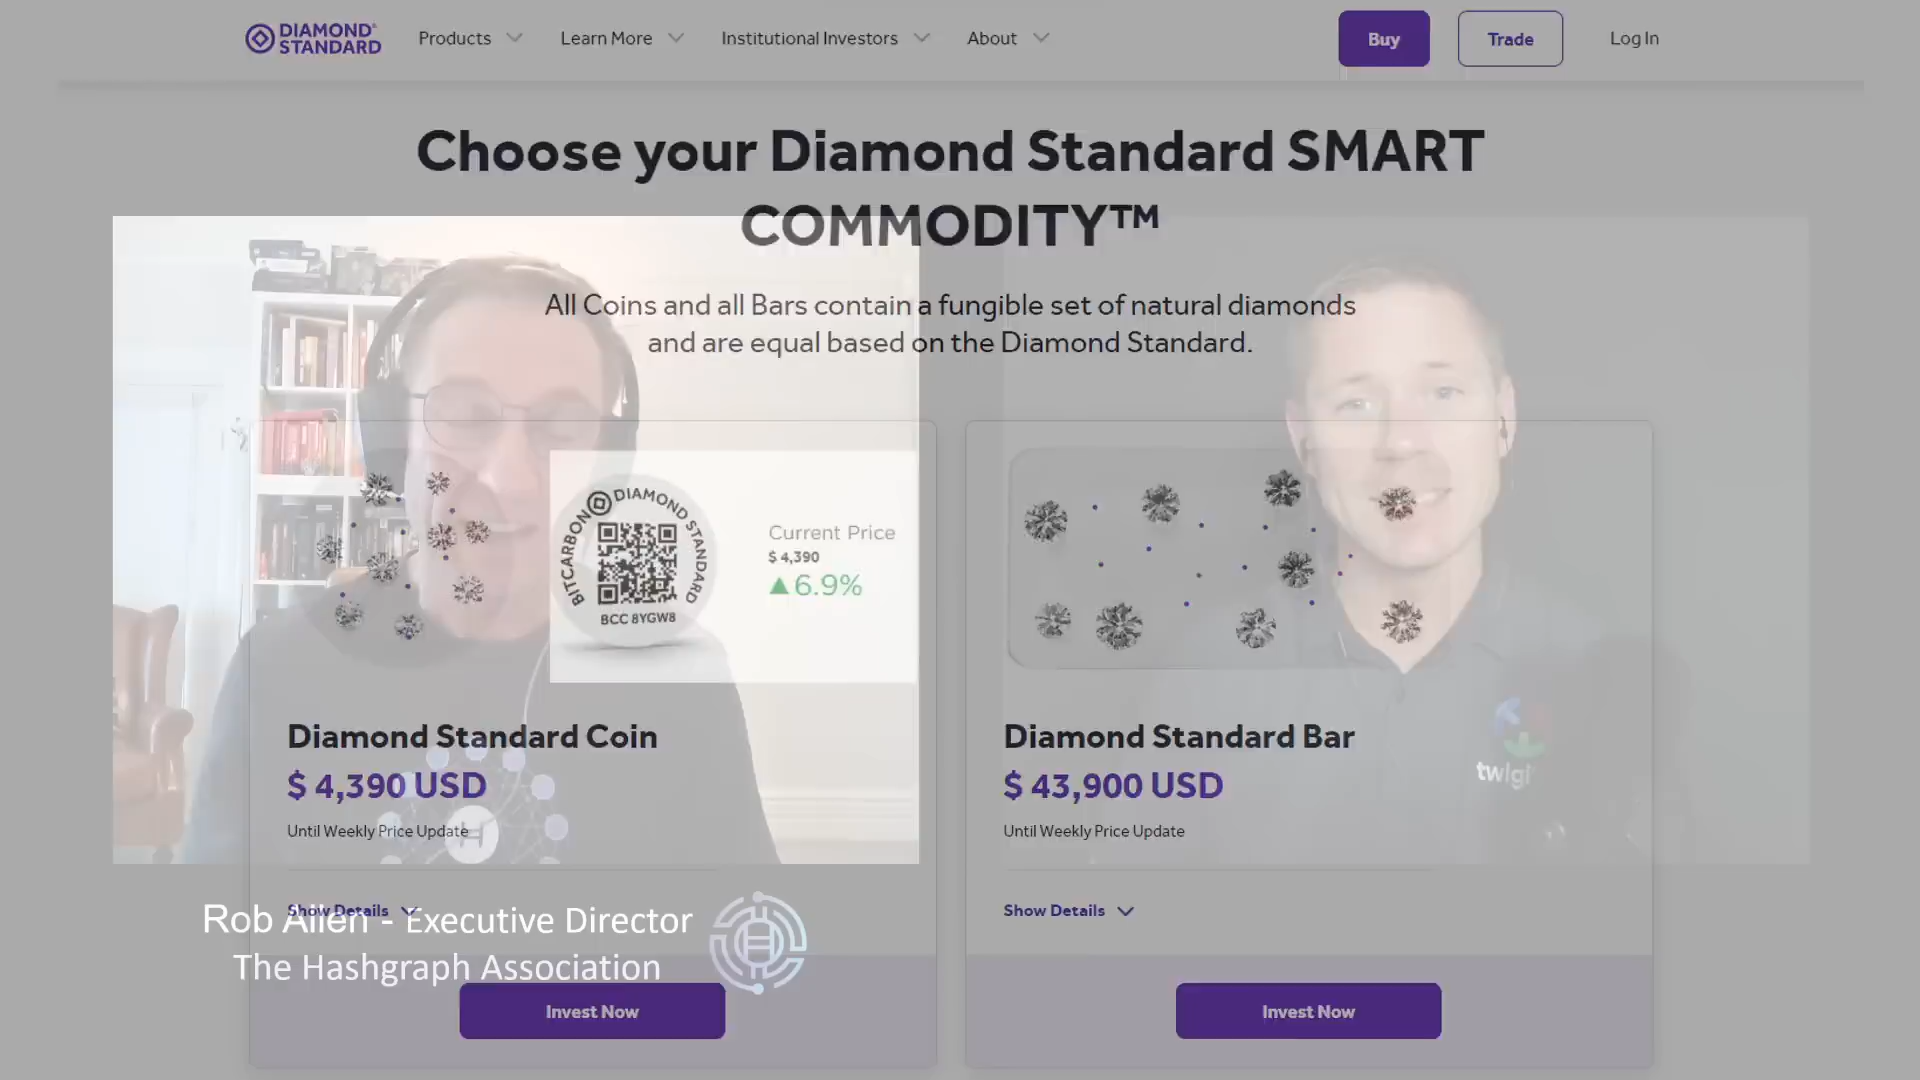 DIAMOND
STANDARD
Products
Learn More
Institutional Investors
About
Buy
Trade
Log In
Choose your Diamond Standard SMART
COMMODITY™
All Coins and all Bars contain a fungible set of natural diamonds
and are equal based on the Diamond Standard.
BITCARBON DIAMOND STANDARD
BCC 8YGW8
Current Price
$ 4,390
▲6.9%
Diamond Standard Coin
$ 4,390 USD
Until Weekly Price Update
Show Details
Invest Now
Diamond Standard Bar
$ 43,900 USD
Until Weekly Price Update
Show Details
Invest Now
Rob Allen - Executive Director
The Hashgraph Association